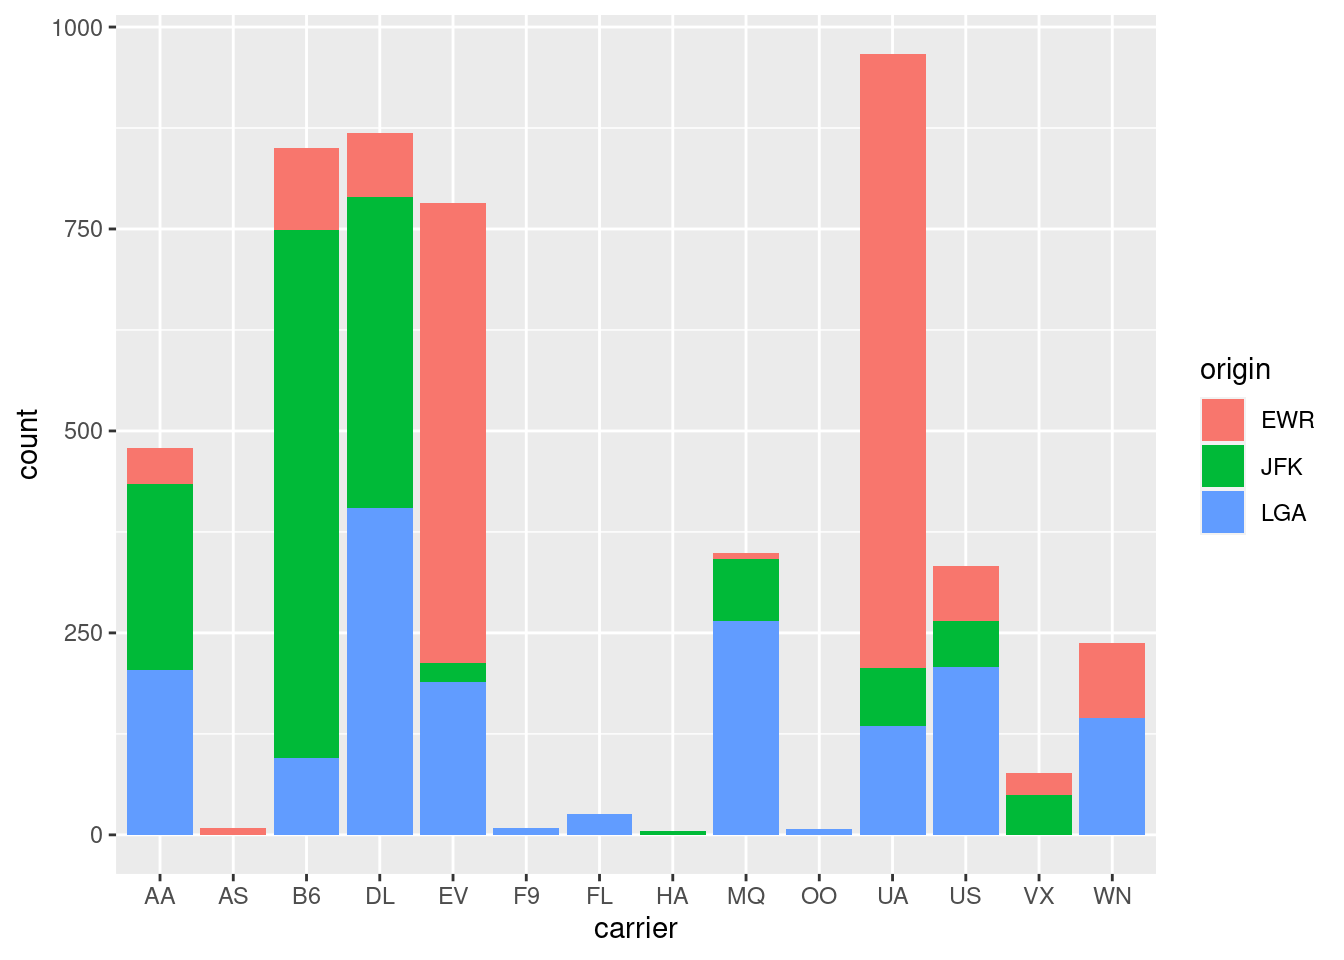 1000
750
500
250
0
count
AA AS B6 DL EV F9 FL HA MQ OO UA US VX WN
carrier
origin
EWR
JFK
LGA